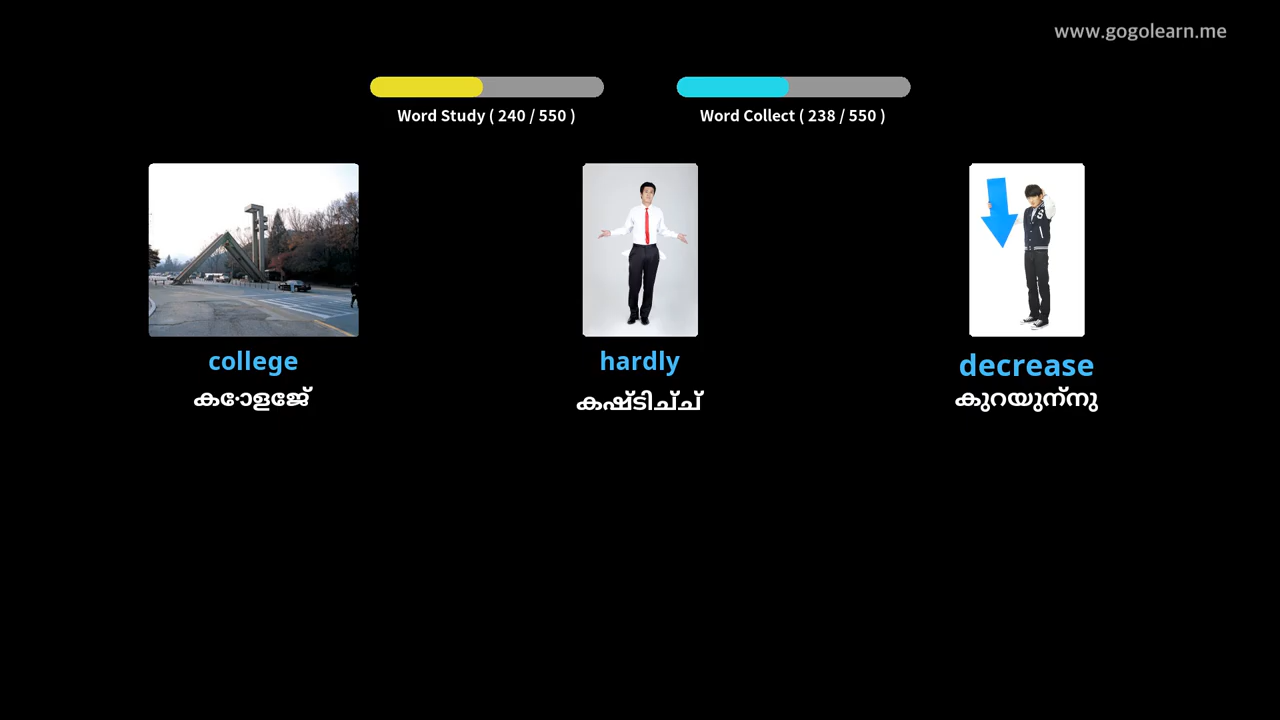 www.gogolearn.me
Word Study ( 240 / 550 )
Word Collect ( 238 / 550 )
college
hardly
decrease
കോളേജ്
കഷ്ടിച്ച്
കുറയുന്നു